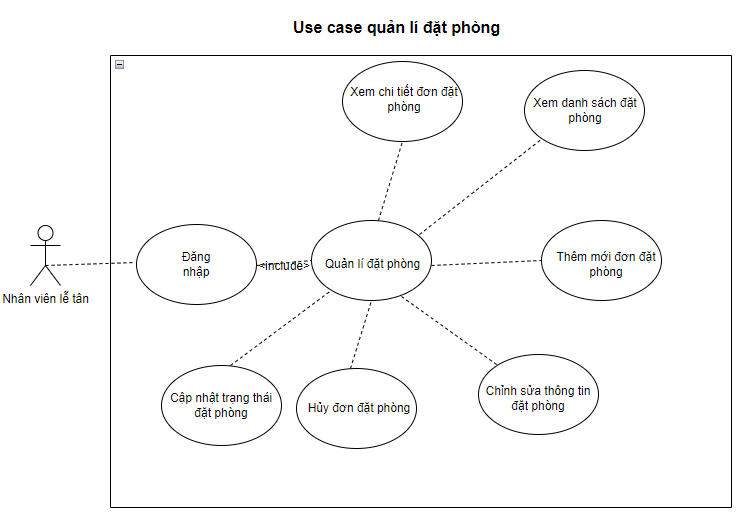 Use case quản lí đặt phòng
Xem chi tiết đơn đặt
phòng
Xem danh sách đặt
phòng
Đăng
nhập
<include>
Quản lí đặt phòng
Thêm mới đơn đặt
phòng
Nhân viên lễ tân
Cập nhật trạng thái
đặt phòng
Hủy đơn đặt phòng
Chỉnh sửa thông tin
đặt phòng